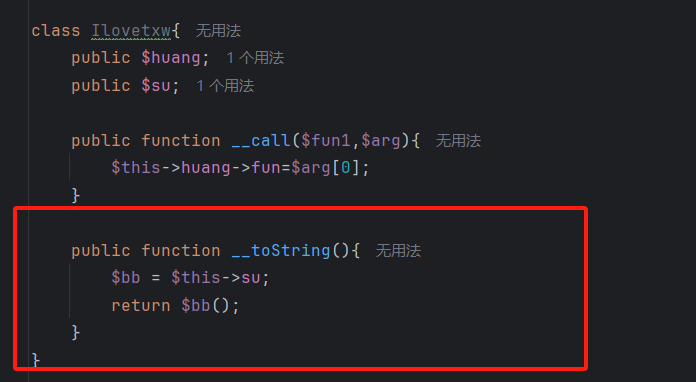 class Ilovetxw{ 无用法
    public $huang; 1 个用法
    public $su; 1 个用法
    public function __call($fun1,$arg){ 无用法
        $this->huang->fun=$arg[0];
    }
    public function __toString(){ 无用法
        $bb = $this->su;
        return $bb();
    }
}